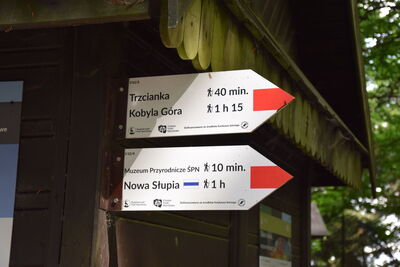 Trzcianka 40 min.
Kobyla Góra 1 h 15
Muzeum Przyrodnicze ŚPN 10 min.
Nowa Słupia 1 h